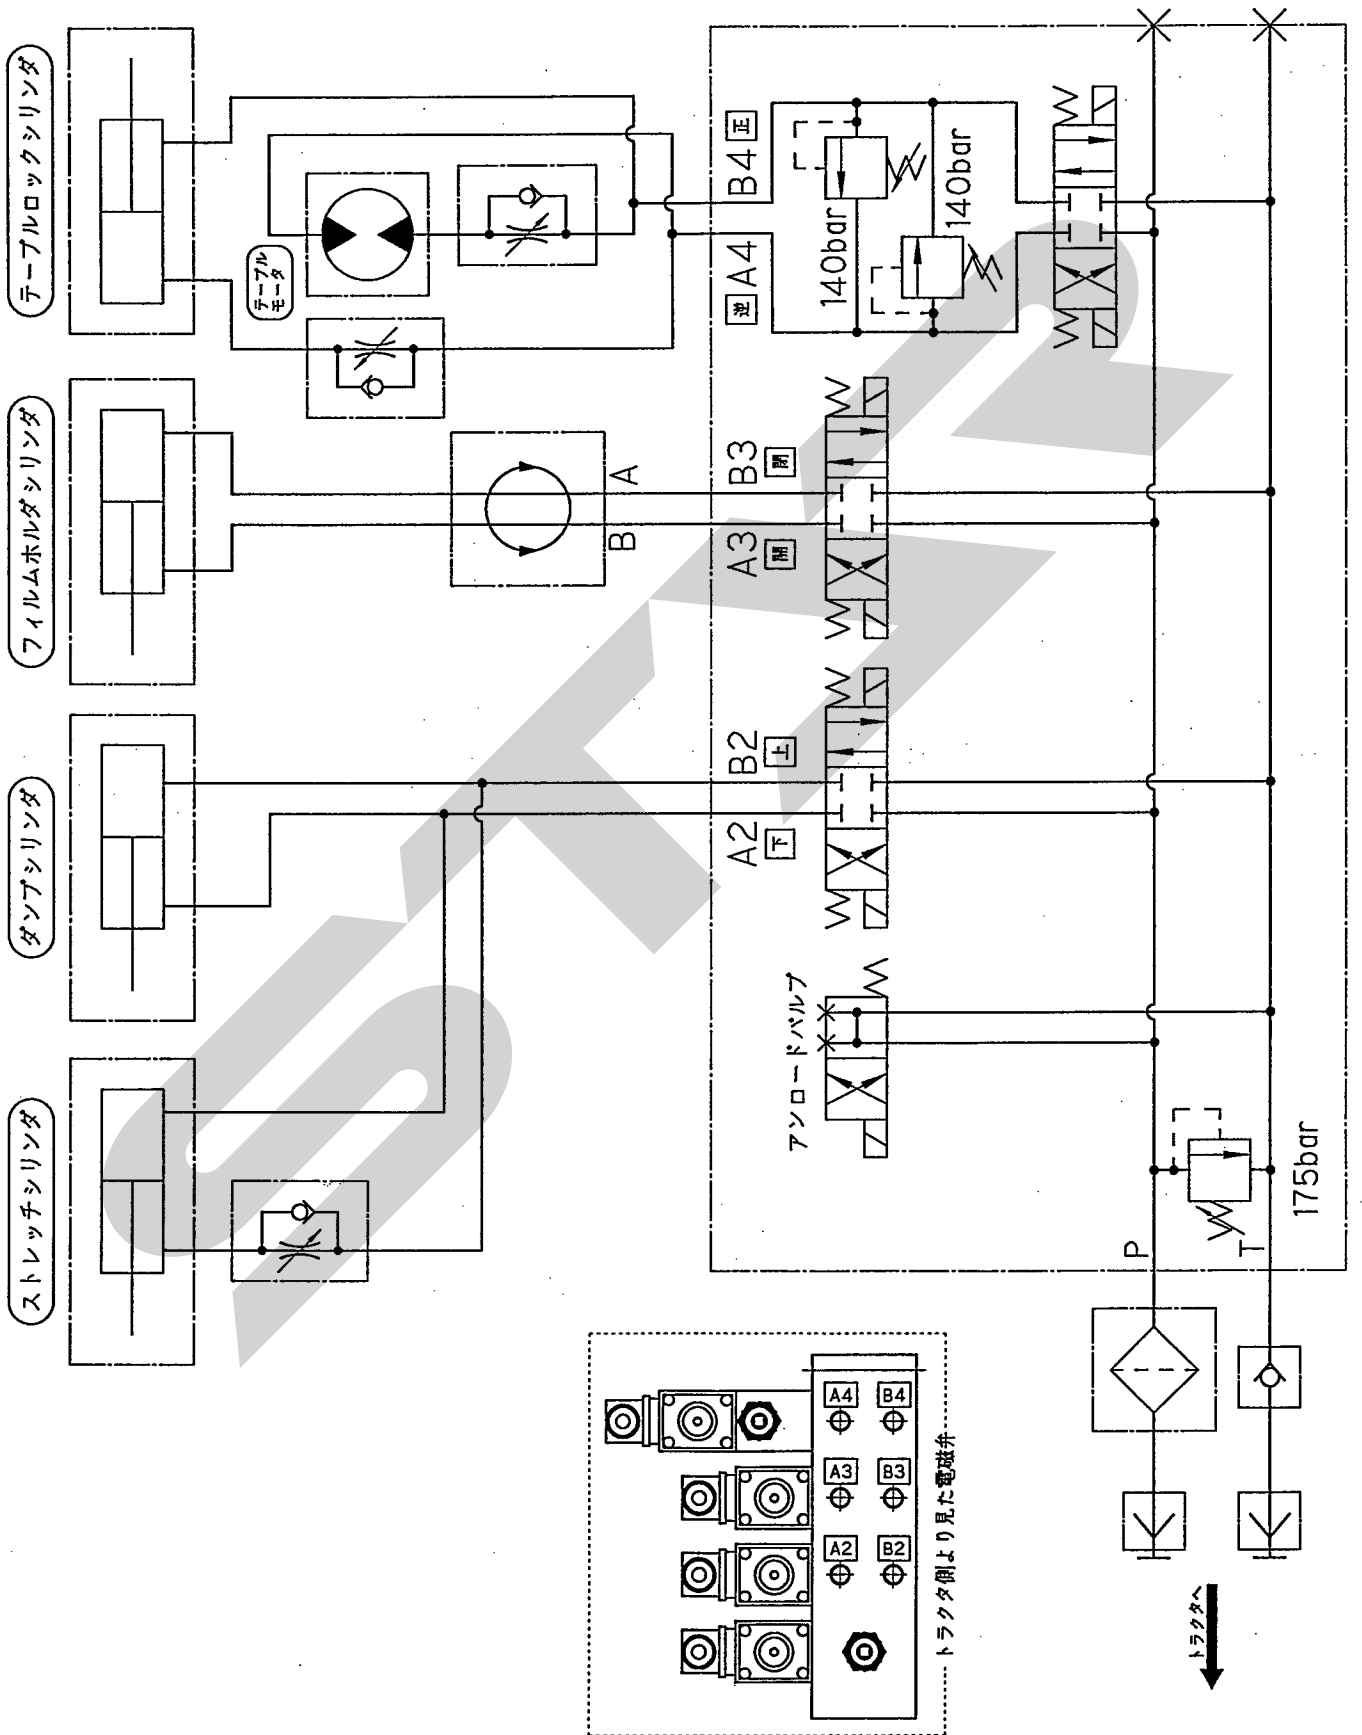 テーブルロックシリンダ
フィルムホルダシリンダ
ダンプシリンダ
ストレッチシリンダ
テーブル
モータ
A
B
B4 正
A4 逆
140bar
140bar
B3 閉
A3 開
B2 上
A2 下
アンロードバルブ
175bar
P
T
A4 B4
A3 B3
A2 B2
トラクタ側より見た電磁弁
トラクタへ
STAR